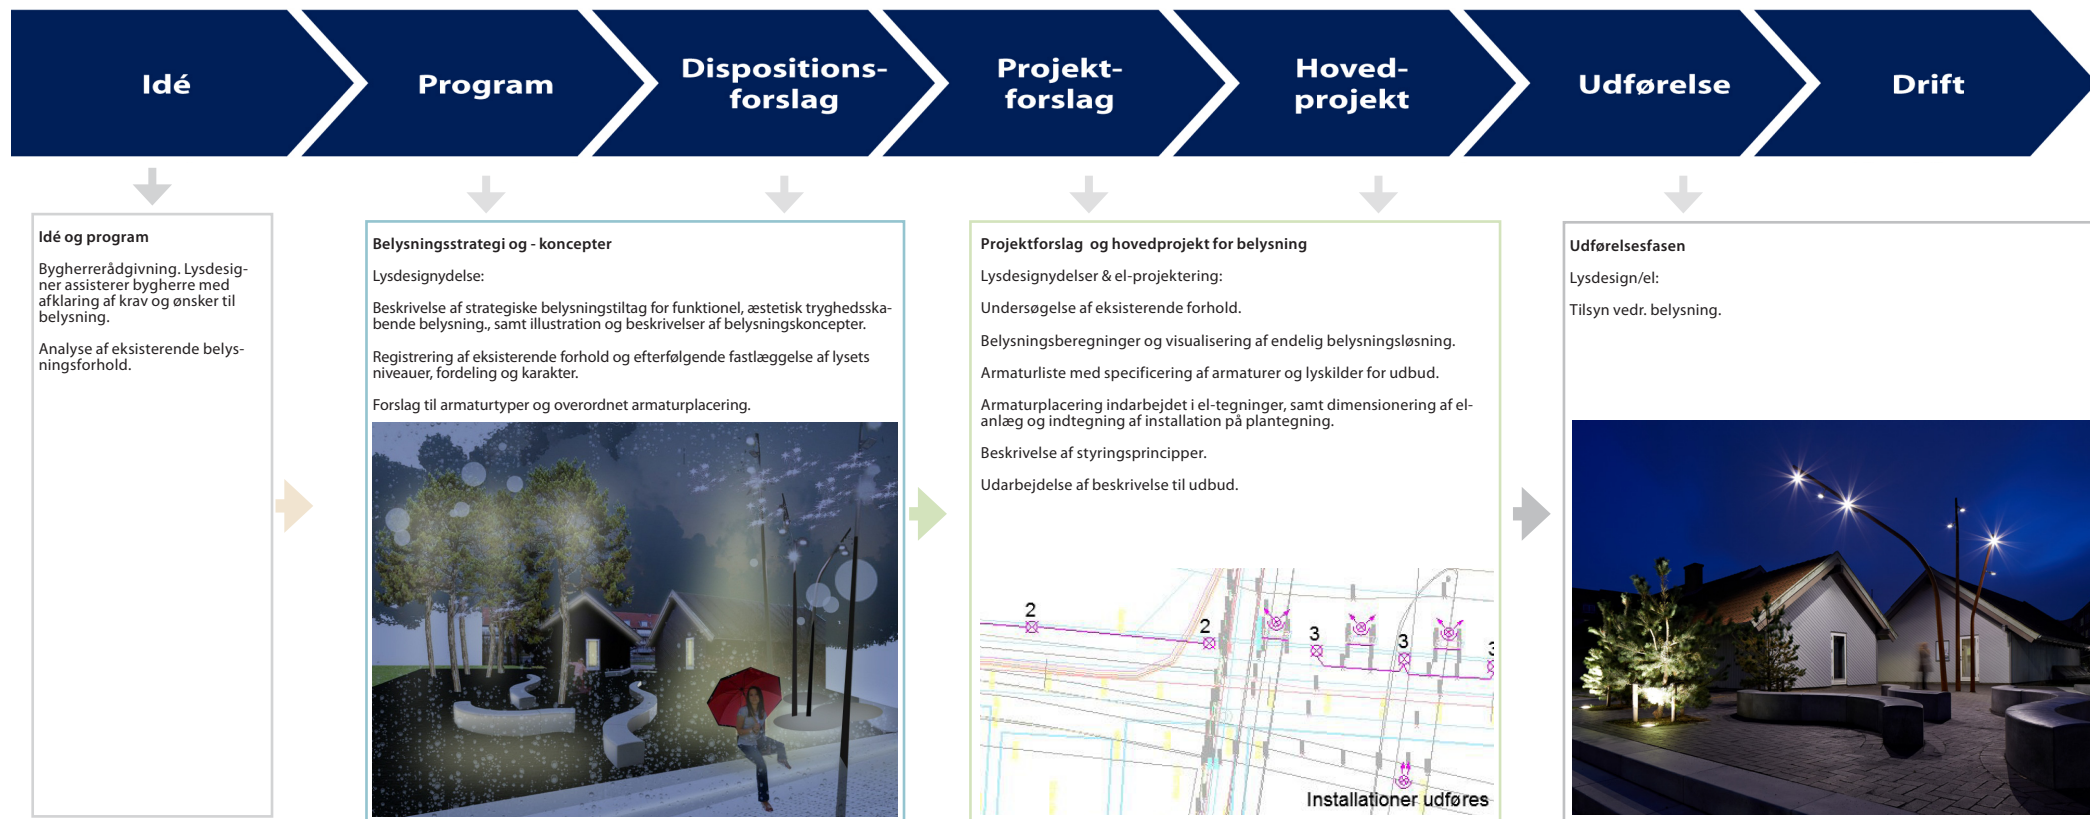 Idé
Program
Dispositions-
forslag
Projekt-
forslag
Hoved-
projekt
Udførelse
Drift
Idé og program
Bygherrerådgivning. Lysdesig-
ner assisterer bygherre med
afklaring af krav og ønsker til
belysning.
Analyse af eksisterende belys-
ningsforhold.
Belysningsstrategi og - koncepter
Lysdesignydelse:
Beskrivelse af strategiske belysningstiltag for funktionel, æstetisk tryghedsska-
bende belysning., samt illustration og beskrivelser af belysningskoncepter.
Registrering af eksisterende forhold og efterfølgende fastlæggelse af lysets
niveauer, fordeling og karakter.
Forslag til armaturtyper og overordnet armaturplacering.
Projektforslag og hovedprojekt for belysning
Lysdesignydelser & el-projektering:
Undersøgelse af eksisterende forhold.
Belysningsberegninger og visualisering af endelig belysningsløsning.
Armaturliste med specificering af armaturer og lyskilder for udbud.
Armaturplacering indarbejdet i el-tegninger, samt dimensionering af el-
anlæg og indtegning af installation på plantegning.
Beskrivelse af styringsprincipper.
Udarbejdelse af beskrivelse til udbud.
2
2
3
3
3
Installationer udføres
Udførelsesfasen
Lysdesign/el:
Tilsyn vedr. belysning.